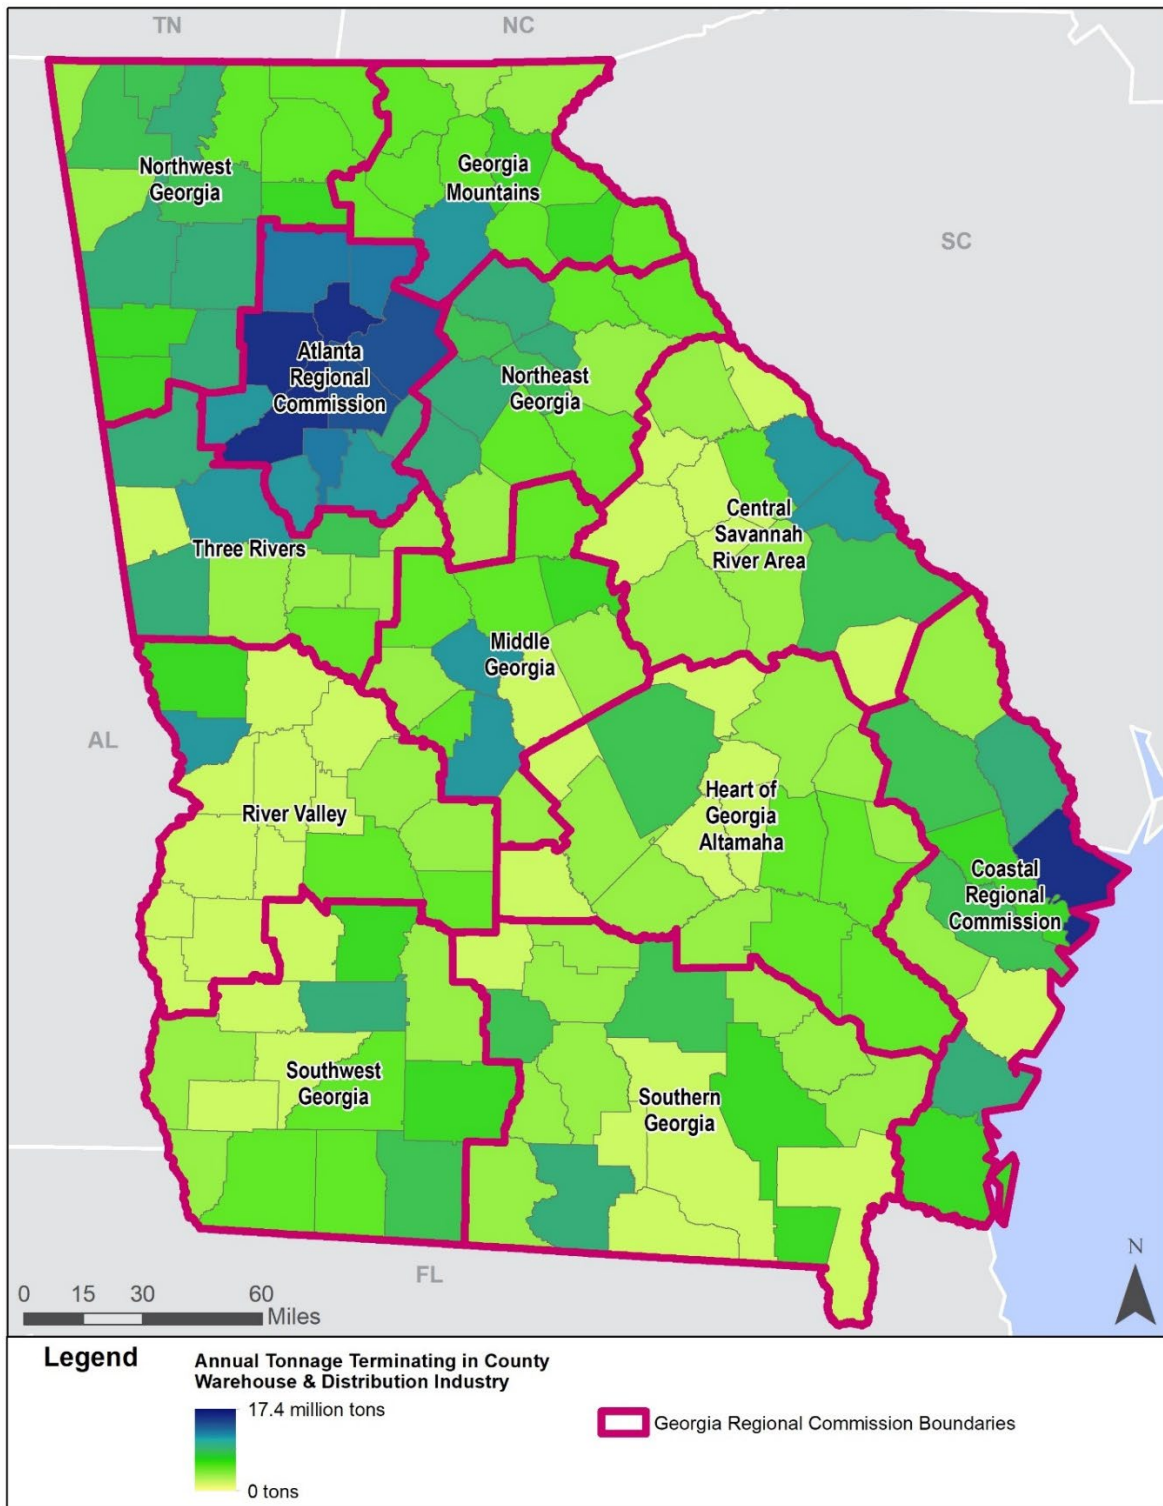 TN
NC
Northwest
Georgia
Georgia
Mountains
SC
Atlanta
Regional
Commission
Northeast
Georgia
Central
Savannah
River Area
Three Rivers
Middle
Georgia
AL
River Valley
Heart of
Georgia
Altamaha
Coastal
Regional
Commission
Southwest
Georgia
Southern
Georgia
FL
N
0 15 30 60
Miles
Legend
Annual Tonnage Terminating in County
Warehouse & Distribution Industry
17.4 million tons
0 tons
Georgia Regional Commission Boundaries